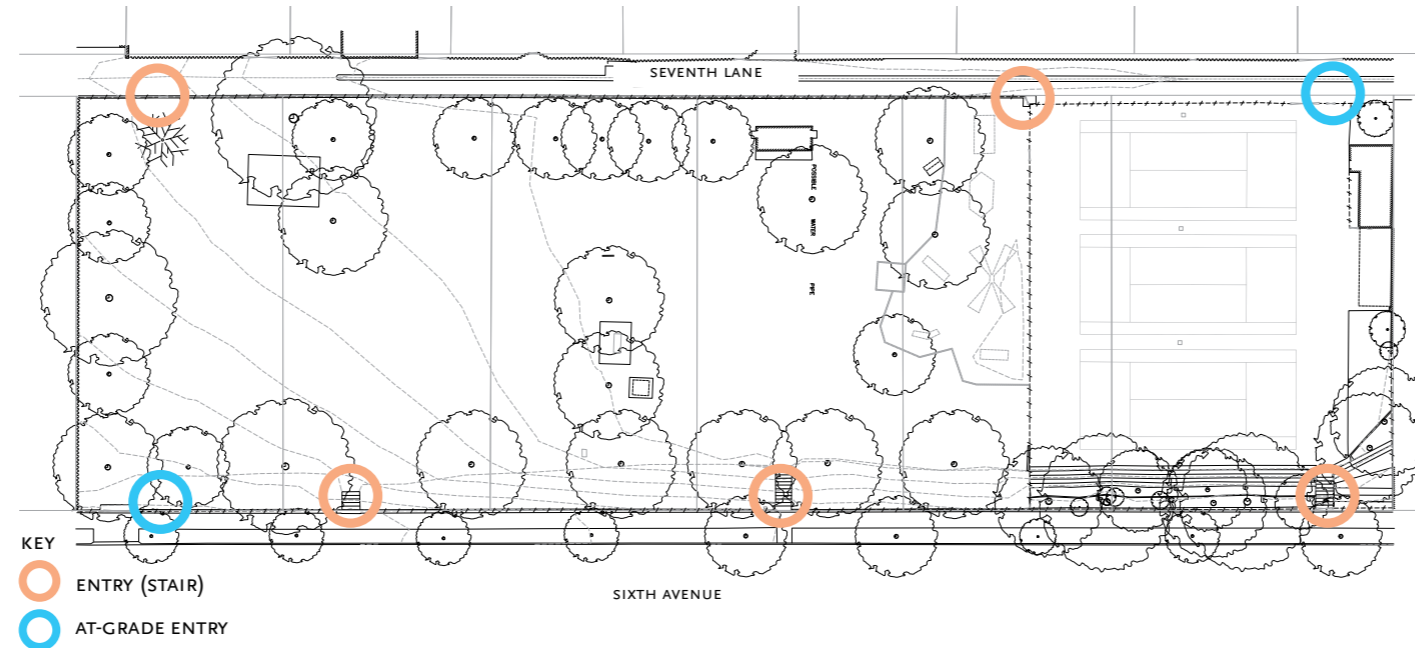 SEVENTH LANE
POSSIBLE WATER PIPE
SIXTH AVENUE
KEY
ENTRY (STAIR)
AT-GRADE ENTRY